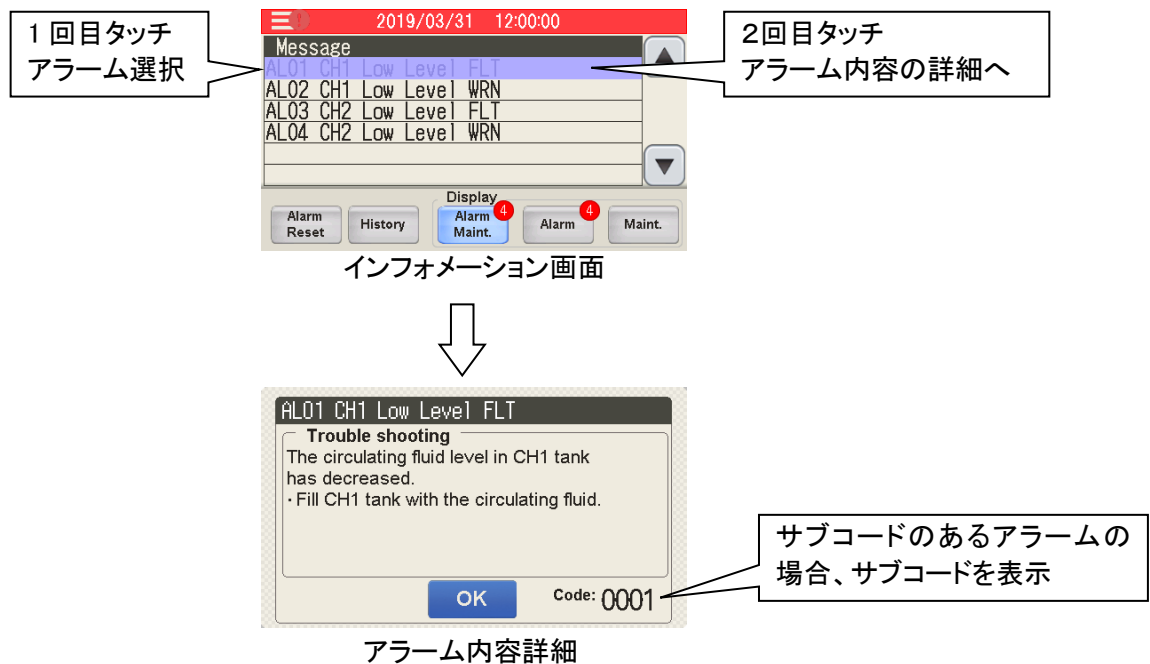 1回目タッチ
アラーム選択
2019/03/31 12:00:00
Message
AL01 CH1 Low Level FLT
AL02 CH1 Low Level WRN
AL03 CH2 Low Level FLT
AL04 CH2 Low Level WRN
2回目タッチ
アラーム内容の詳細へ
Display
Alarm
Reset
History
Alarm
Maint.
4
Alarm
4
Maint.
インフォメーション画面
AL01 CH1 Low Level FLT
Trouble shooting
The circulating fluid level in CH1 tank
has decreased.
・Fill CH1 tank with the circulating fluid.
OK
Code: 0001
サブコードのあるアラームの
場合、サブコードを表示
アラーム内容詳細